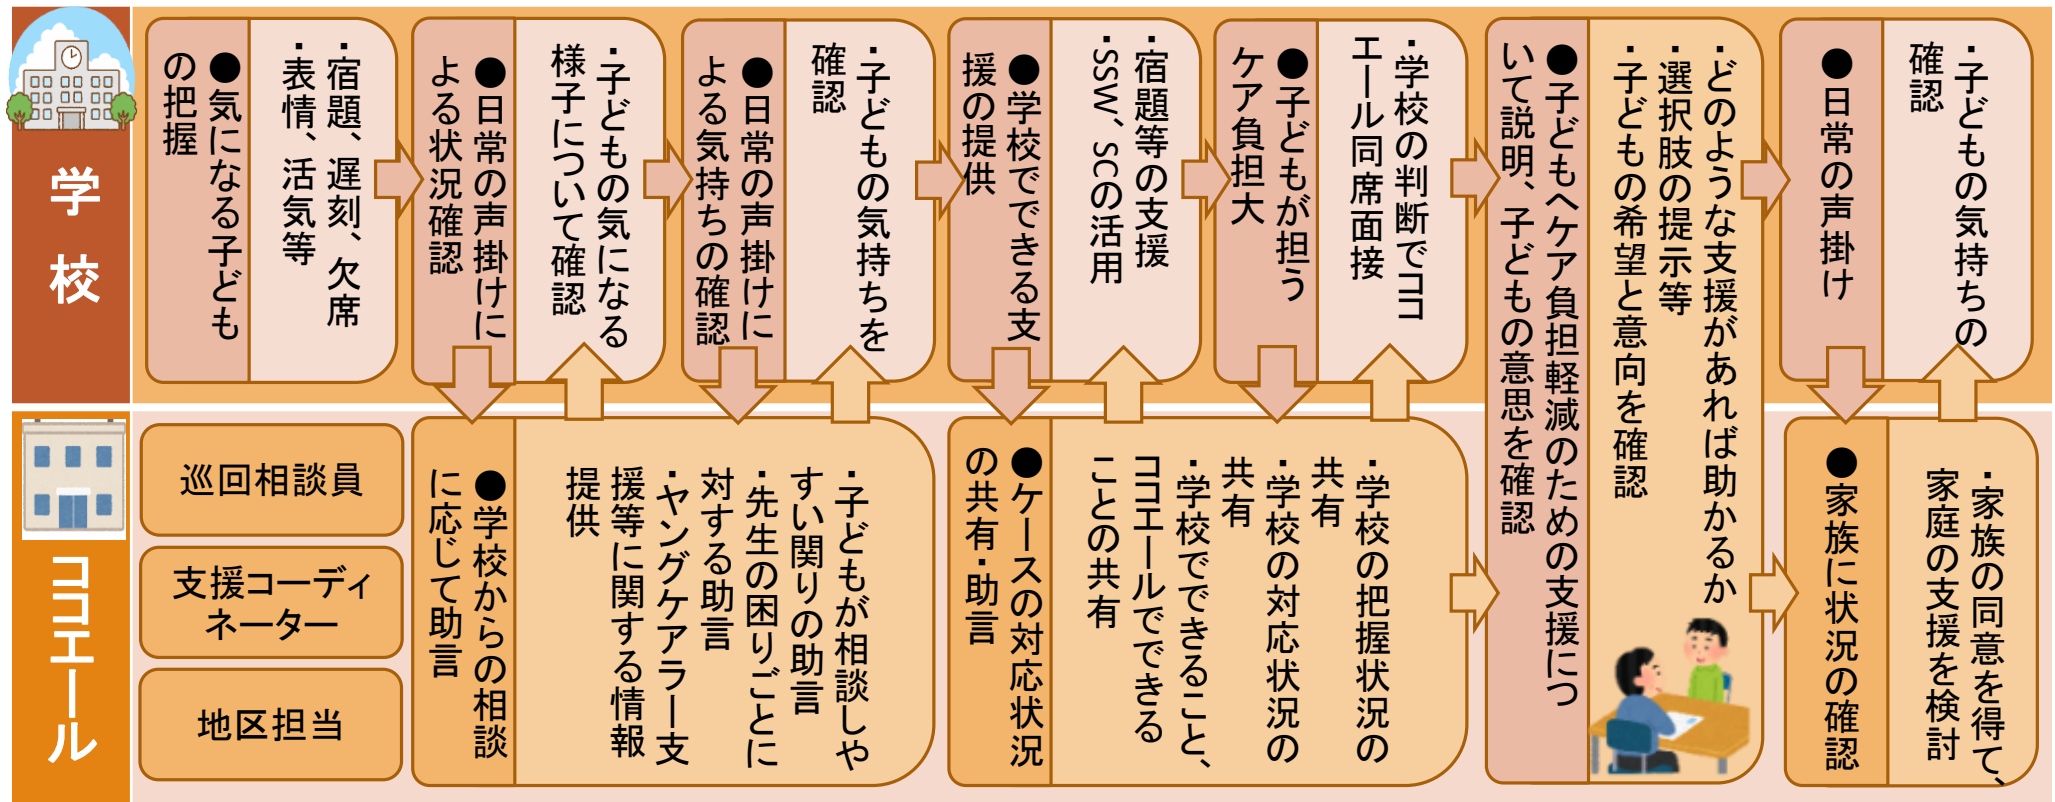 学校
●気になる子ども
の把握
・宿題、遅刻、欠席
・表情、活気等
●日常の声掛けに
よる状況確認
・子どもの気になる
様子について確認
●日常の声掛けに
よる気持ちの確認
・子どもの気持ちを
確認
●学校でできる支
援の提供
・宿題等の支援
・SSW、SCの活用
●子どもが担う
ケア負担大
・学校の判断でココ
エール同席面接
●子どもへケア負担軽減のための支援につ
いて説明、子どもの意思を確認
・どのような支援があれば助かるか
・選択肢の提示等
・子どもの希望と意向を確認
●日常の声掛け
・子どもの気持ちの
確認
ココエール
巡回相談員
支援コーディ
ネーター
地区担当
●学校からの相談
に応じて助言
・子どもが相談しや
すい関りの助言
・先生の困りごとに
対する助言
・ヤングケアラー支
援等に関する情報
提供
●ケースの対応状況
の共有・助言
・学校の把握状況の
共有
・学校の対応状況の
共有
・学校でできること、
ココエールでできる
ことの共有
●家族に状況の確認
・家族の同意を得て、
家庭の支援を検討